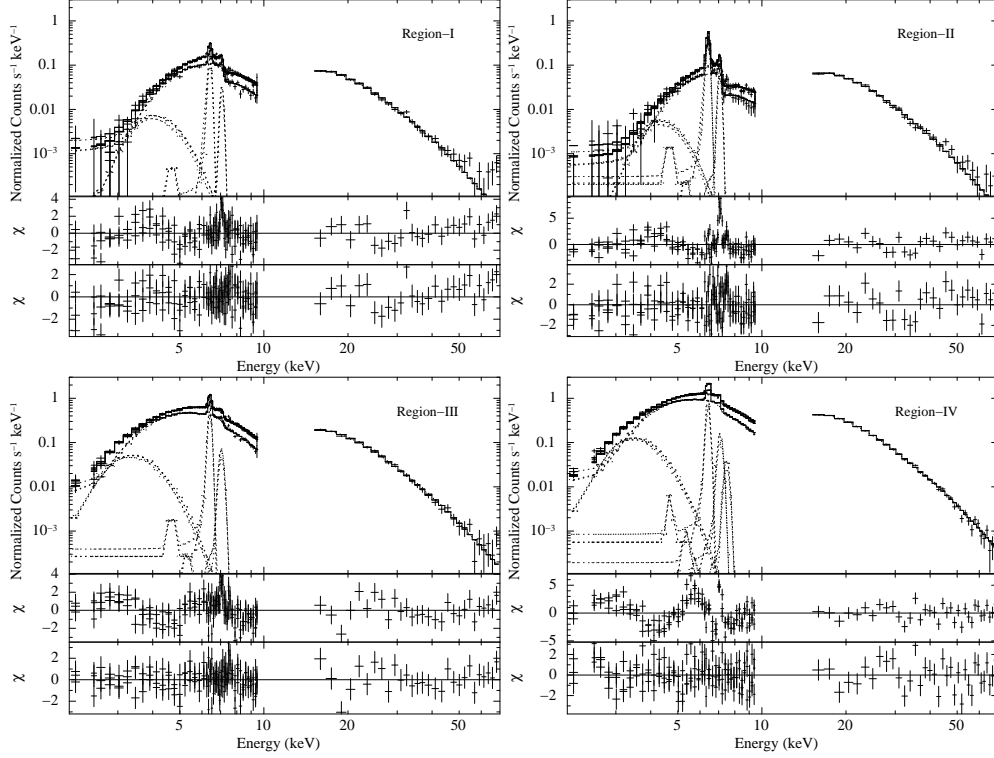 Region−I
Normalized Counts s⁻¹ keV⁻¹
1
0.1
0.01
10⁻³
4
χ
2
0
−2
χ
2
0
−2
5
10
20
50
Energy (keV)
Region−II
Normalized Counts s⁻¹ keV⁻¹
1
0.1
0.01
10⁻³
4
χ
5
0
χ
2
0
−2
5
10
20
50
Energy (keV)
Region−III
Normalized Counts s⁻¹ keV⁻¹
1
0.1
0.01
10⁻³
χ
2
0
−2
χ
2
0
−2
5
10
20
50
Energy (keV)
Region−IV
Normalized Counts s⁻¹ keV⁻¹
1
0.1
0.01
10⁻³
χ
5
0
−5
χ
2
0
−2
5
10
20
50
Energy (keV)